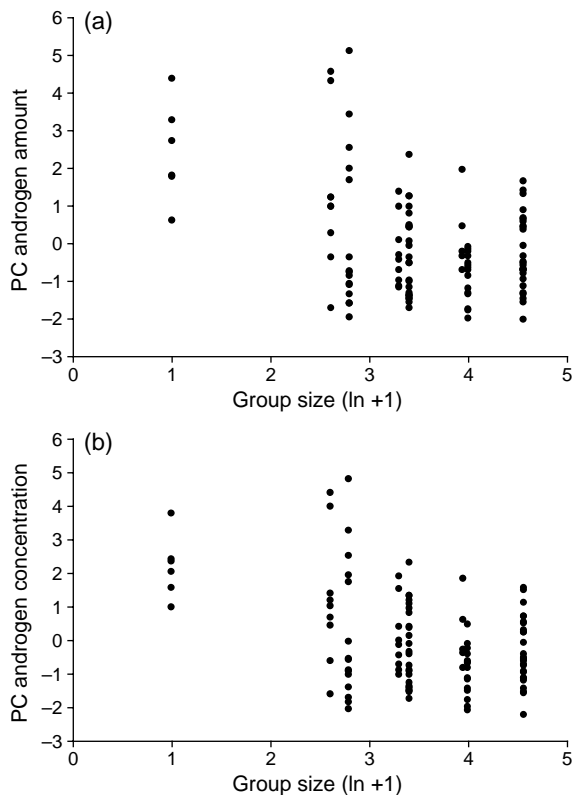 (a)
PC androgen amount
6
5
4
3
2
1
0
–1
–2
–3
0 1 2 3 4 5
Group size (ln +1)
(b)
PC androgen concentration
6
5
4
3
2
1
0
–1
–2
–3
0 1 2 3 4 5
Group size (ln +1)